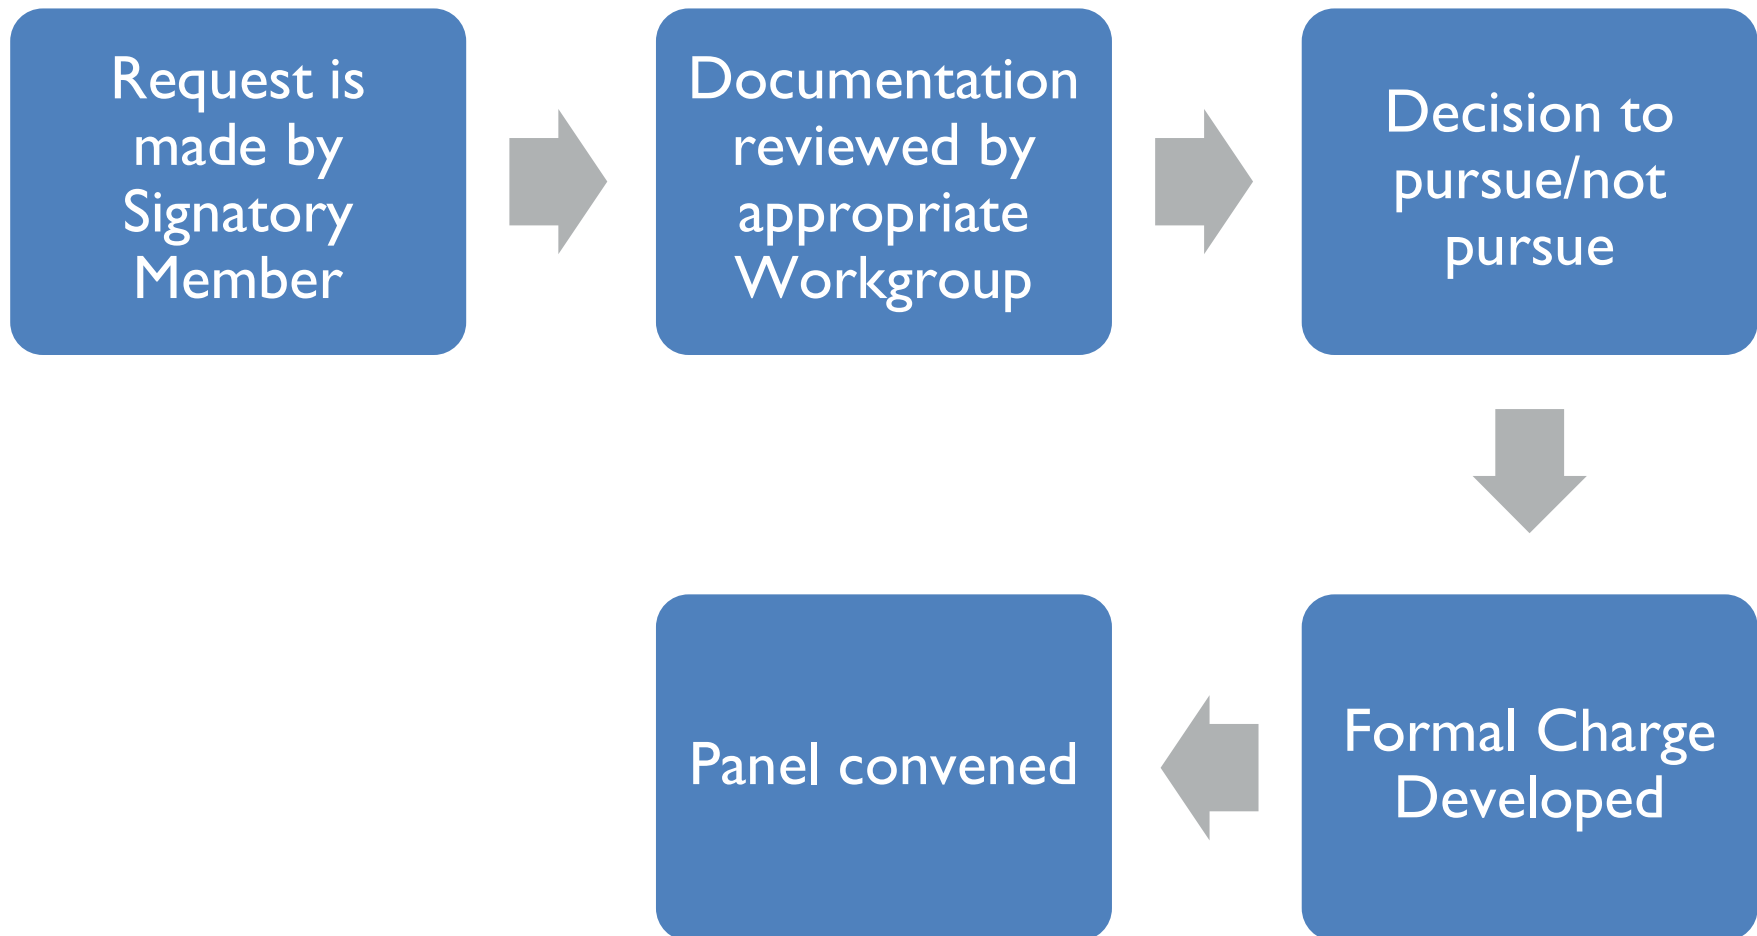 Request is
made by
Signatory
Member
Documentation
reviewed by
appropriate
Workgroup
Decision to
pursue/not
pursue
Formal Charge
Developed
Panel convened